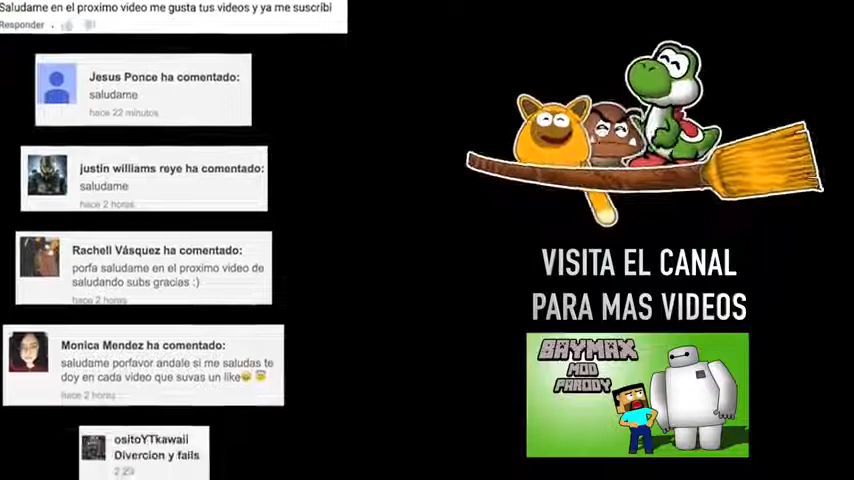 Saludame en el proximo video me gusta tus videos y ya me suscribi
Responder
Jesus Ponce ha comentado:
saludame
hace 22 minutos
justin williams reye ha comentado:
saludame
hace 2 horas
Rachell Vásquez ha comentado:
porfa saludame en el proximo video de
saludando subs gracias :)
hace 2 horas
Monica Mendez ha comentado:
saludame porfavor andale si me saludas te
doy en cada video que suvas un like
hace 2 horas
ositoYTkawaii
Divercion y fails
VISITA EL CANAL
PARA MAS VIDEOS
BAYMAX
MOD
PARODY